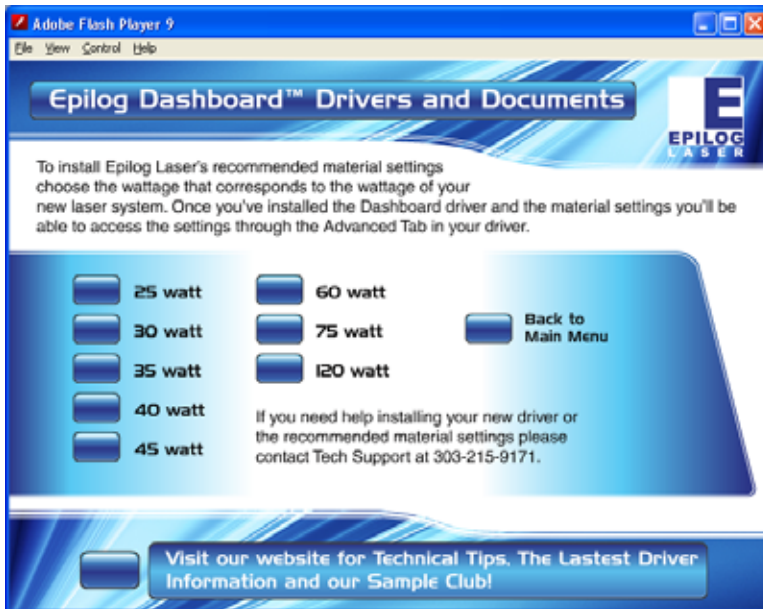 Adobe Flash Player 9
File View Control Help
Epilog Dashboard™ Drivers and Documents
E
EPILOG
LASER
To install Epilog Laser's recommended material settings
choose the wattage that corresponds to the wattage of your
new laser system. Once you've installed the Dashboard driver and the material settings you'll be
able to access the settings through the Advanced Tab in your driver.
25 watt
30 watt
35 watt
40 watt
45 watt
60 watt
75 watt
120 watt
Back to
Main Menu
If you need help installing your new driver or
the recommended material settings please
contact Tech Support at 303-215-9171.
Visit our website for Technical Tips, The Lastest Driver
Information and our Sample Club!